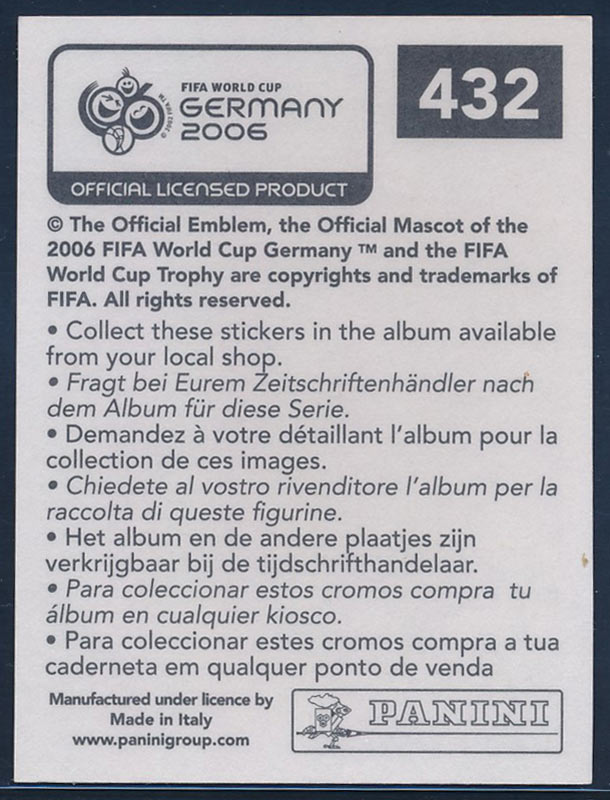 FIFA WORLD CUP
GERMANY
2006
OFFICIAL LICENSED PRODUCT
432
© The Official Emblem, the Official Mascot of the
2006 FIFA World Cup Germany ™ and the FIFA
World Cup Trophy are copyrights and trademarks of
FIFA. All rights reserved.
• Collect these stickers in the album available
from your local shop.
• Fragt bei Eurem Zeitschriftenhändler nach
dem Album für diese Serie.
• Demandez à votre détaillant l'album pour la
collection de ces images.
• Chiedete al vostro rivenditore l'album per la
raccolta di queste figurine.
• Het album en de andere plaatjes zijn
verkrijgbaar bij de tijdschrifthandelaar.
• Para coleccionar estos cromos compra tu
álbum en cualquier kiosco.
• Para coleccionar estes cromos compra a tua
caderneta em qualquer ponto de venda
Manufactured under licence by
Made in Italy
www.paninigroup.com
PANINI